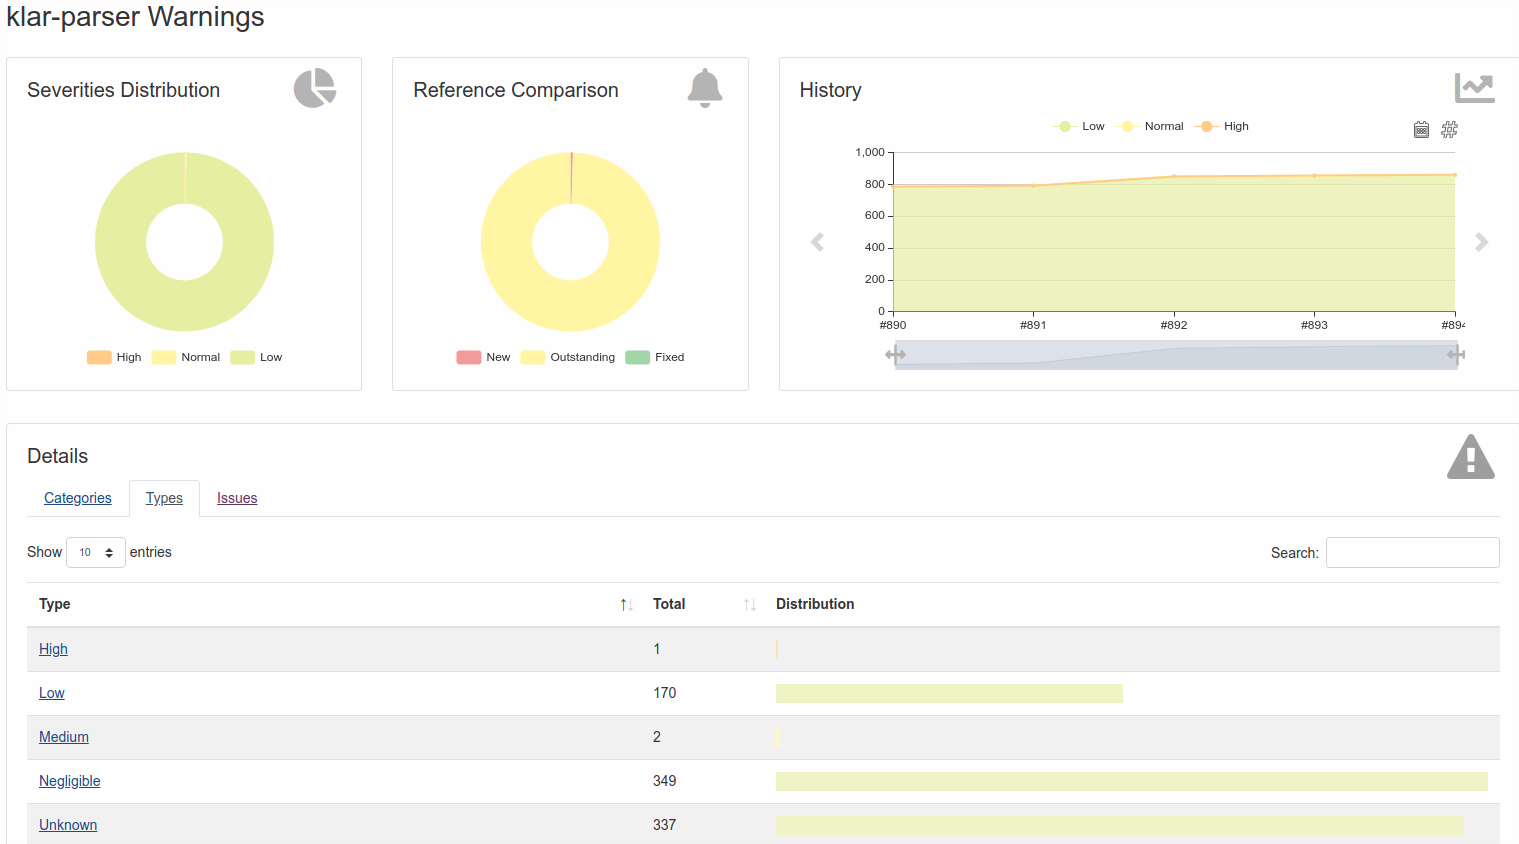 klar-parser Warnings
Severities Distribution
High Normal Low
Reference Comparison
New Outstanding Fixed
History
Low Normal High
1,000
800
600
400
200
0
#890 #891 #892 #893 #894
Details
Categories Types Issues
Show 10 entries Search:
Type Total Distribution
High 1
Low 170
Medium 2
Negligible 349
Unknown 337